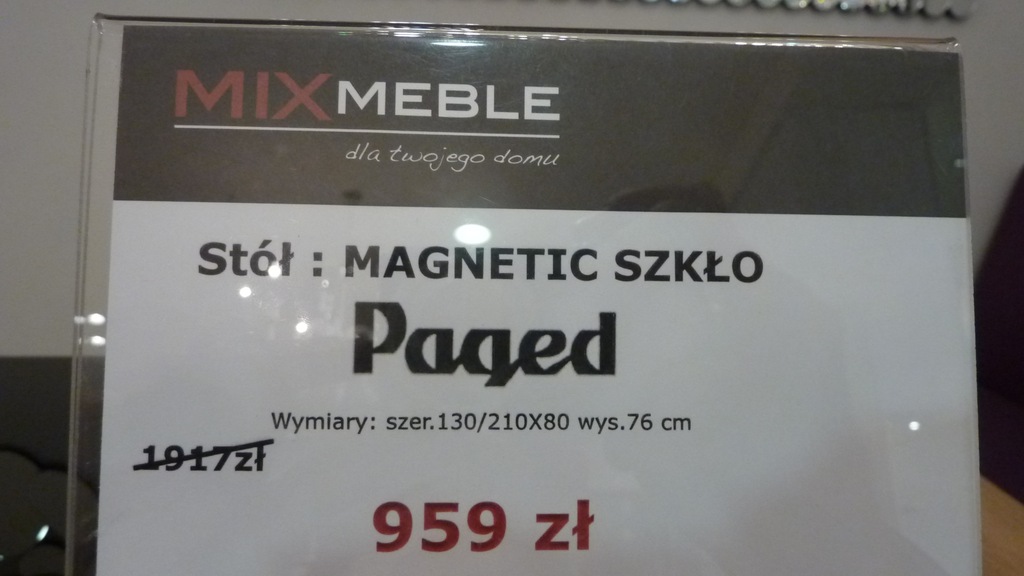 MIXMEBLE
dla twojego domu
Stół : MAGNETIC SZKŁO
Paged
Wymiary: szer.130/210X80 wys.76 cm
1917zł
959 zł